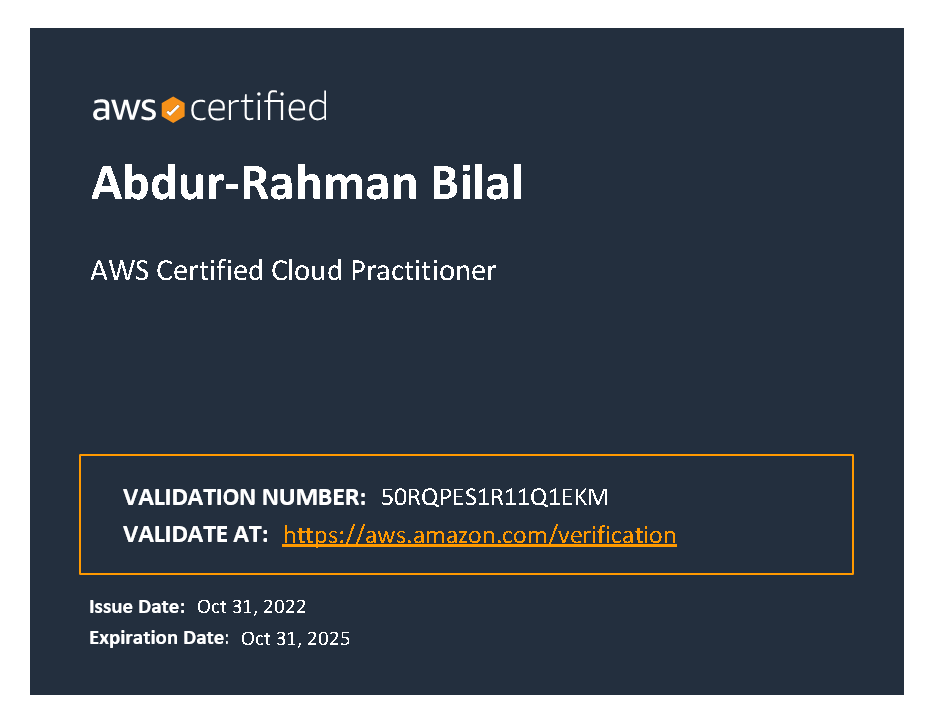 aws certified
Abdur-Rahman Bilal
AWS Certified Cloud Practitioner
VALIDATION NUMBER: 50RQPES1R11Q1EKM
VALIDATE AT: https://aws.amazon.com/verification
Issue Date: Oct 31, 2022
Expiration Date: Oct 31, 2025